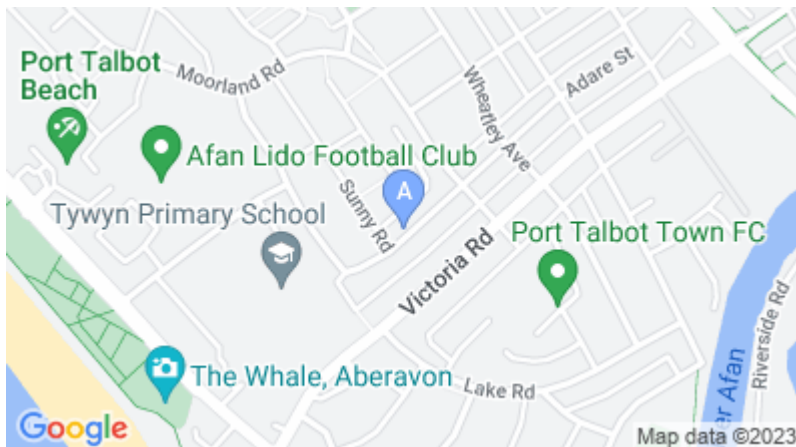 Port Talbot
Beach
Moorland Rd
Wheatley Ave
Adare St
Afan Lido Football Club
A
Tywyn Primary School
Sunny Rd
Victoria Rd
Port Talbot Town FC
The Whale, Aberavon
Lake Rd
er Afan
Riverside Rd
Google
Map data ©2023